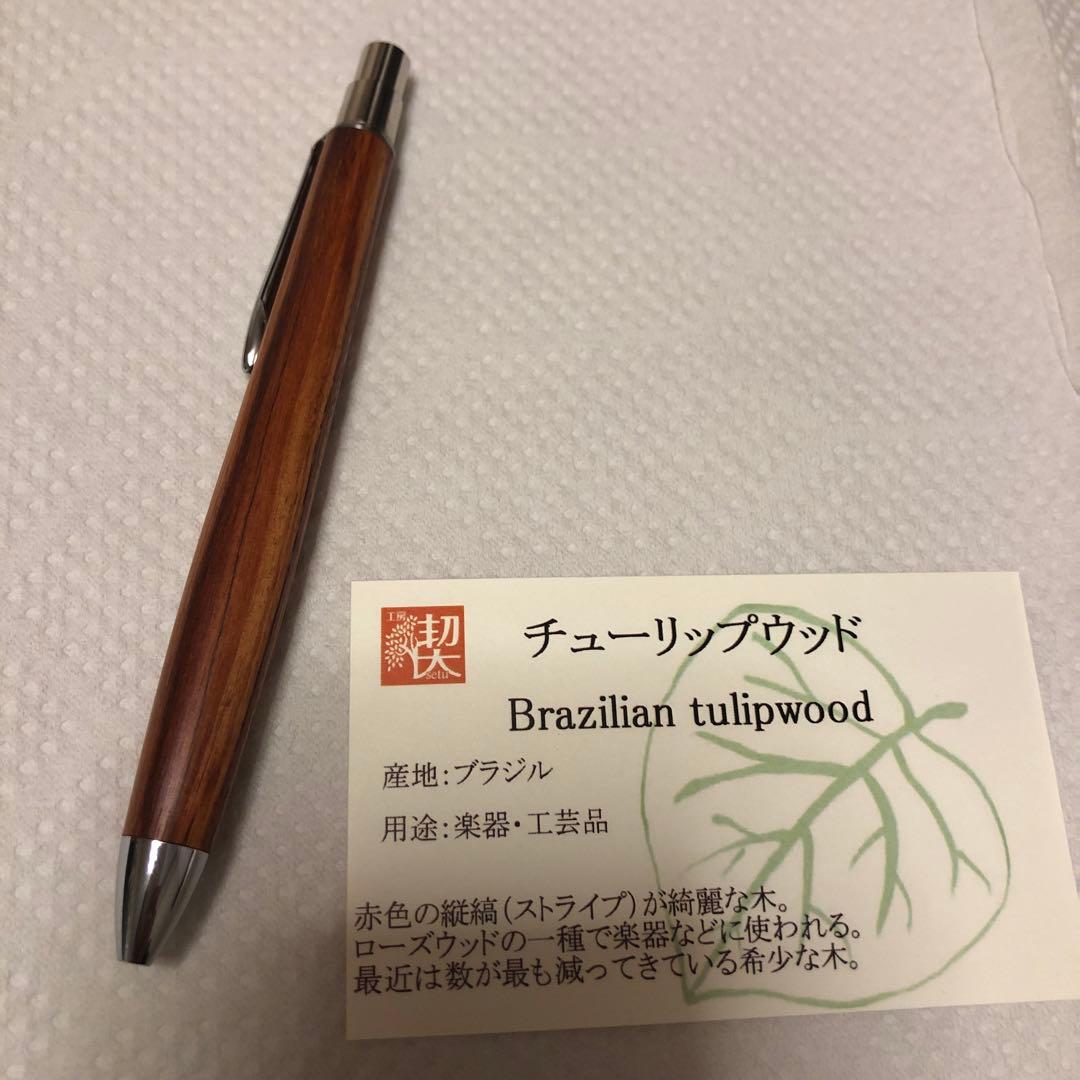 工房
契
setu
チューリップウッド
Brazilian tulipwood
産地:ブラジル
用途:楽器・工芸品
赤色の縦縞(ストライプ)が綺麗な木。
ローズウッドの一種で楽器などに使われる。
最近は数が最も減ってきている希少な木。